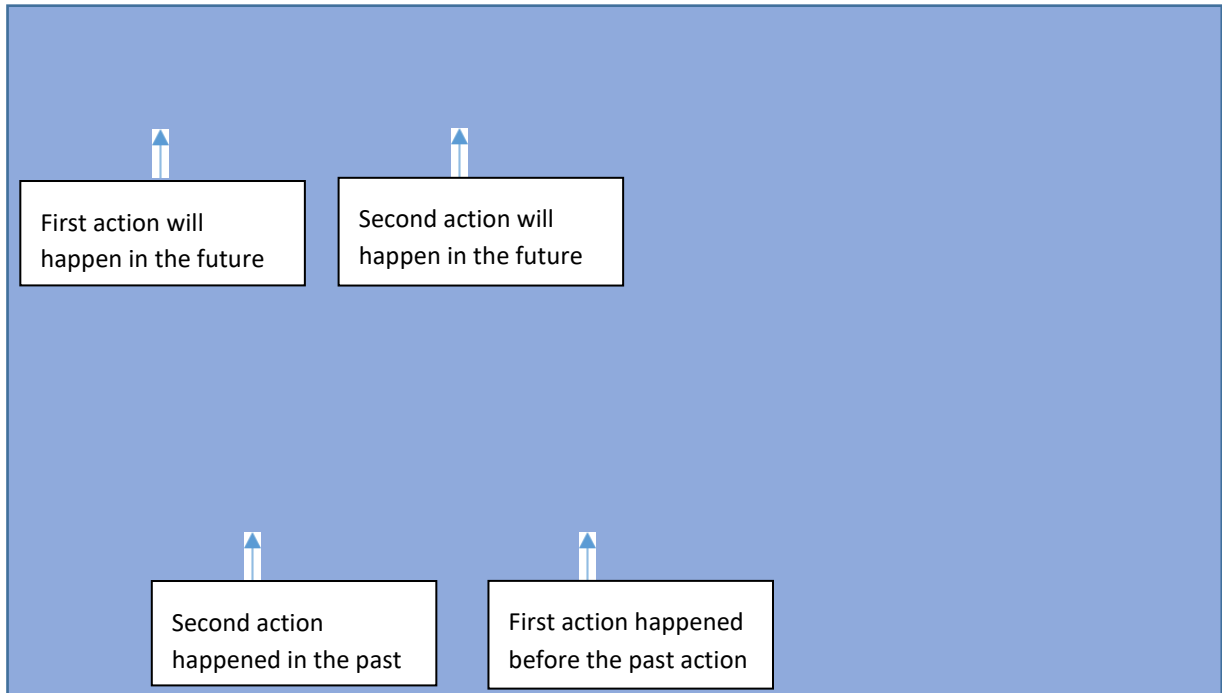 First action will
happen in the future
Second action will
happen in the future
Second action
happened in the past
First action happened
before the past action